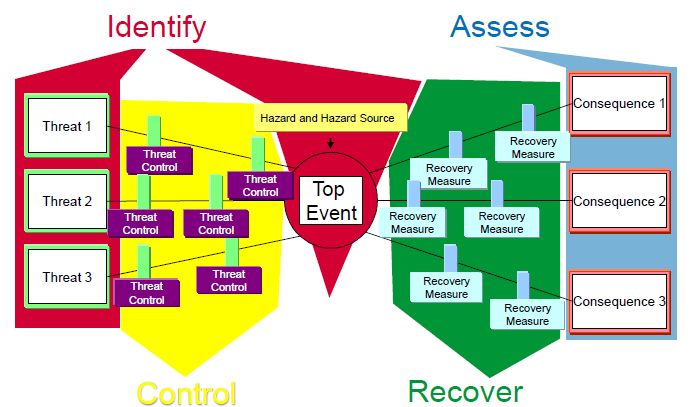 Identify
Assess
Hazard and Hazard Source
Threat 1
Threat
Control
Threat
Control
Recovery
Measure
Recovery
Measure
Consequence 1
Threat 2
Threat
Control
Threat
Control
Top
Event
Recovery
Measure
Recovery
Measure
Consequence 2
Threat 3
Threat
Control
Threat
Control
Recovery
Measure
Recovery
Measure
Consequence 3
Control
Recover